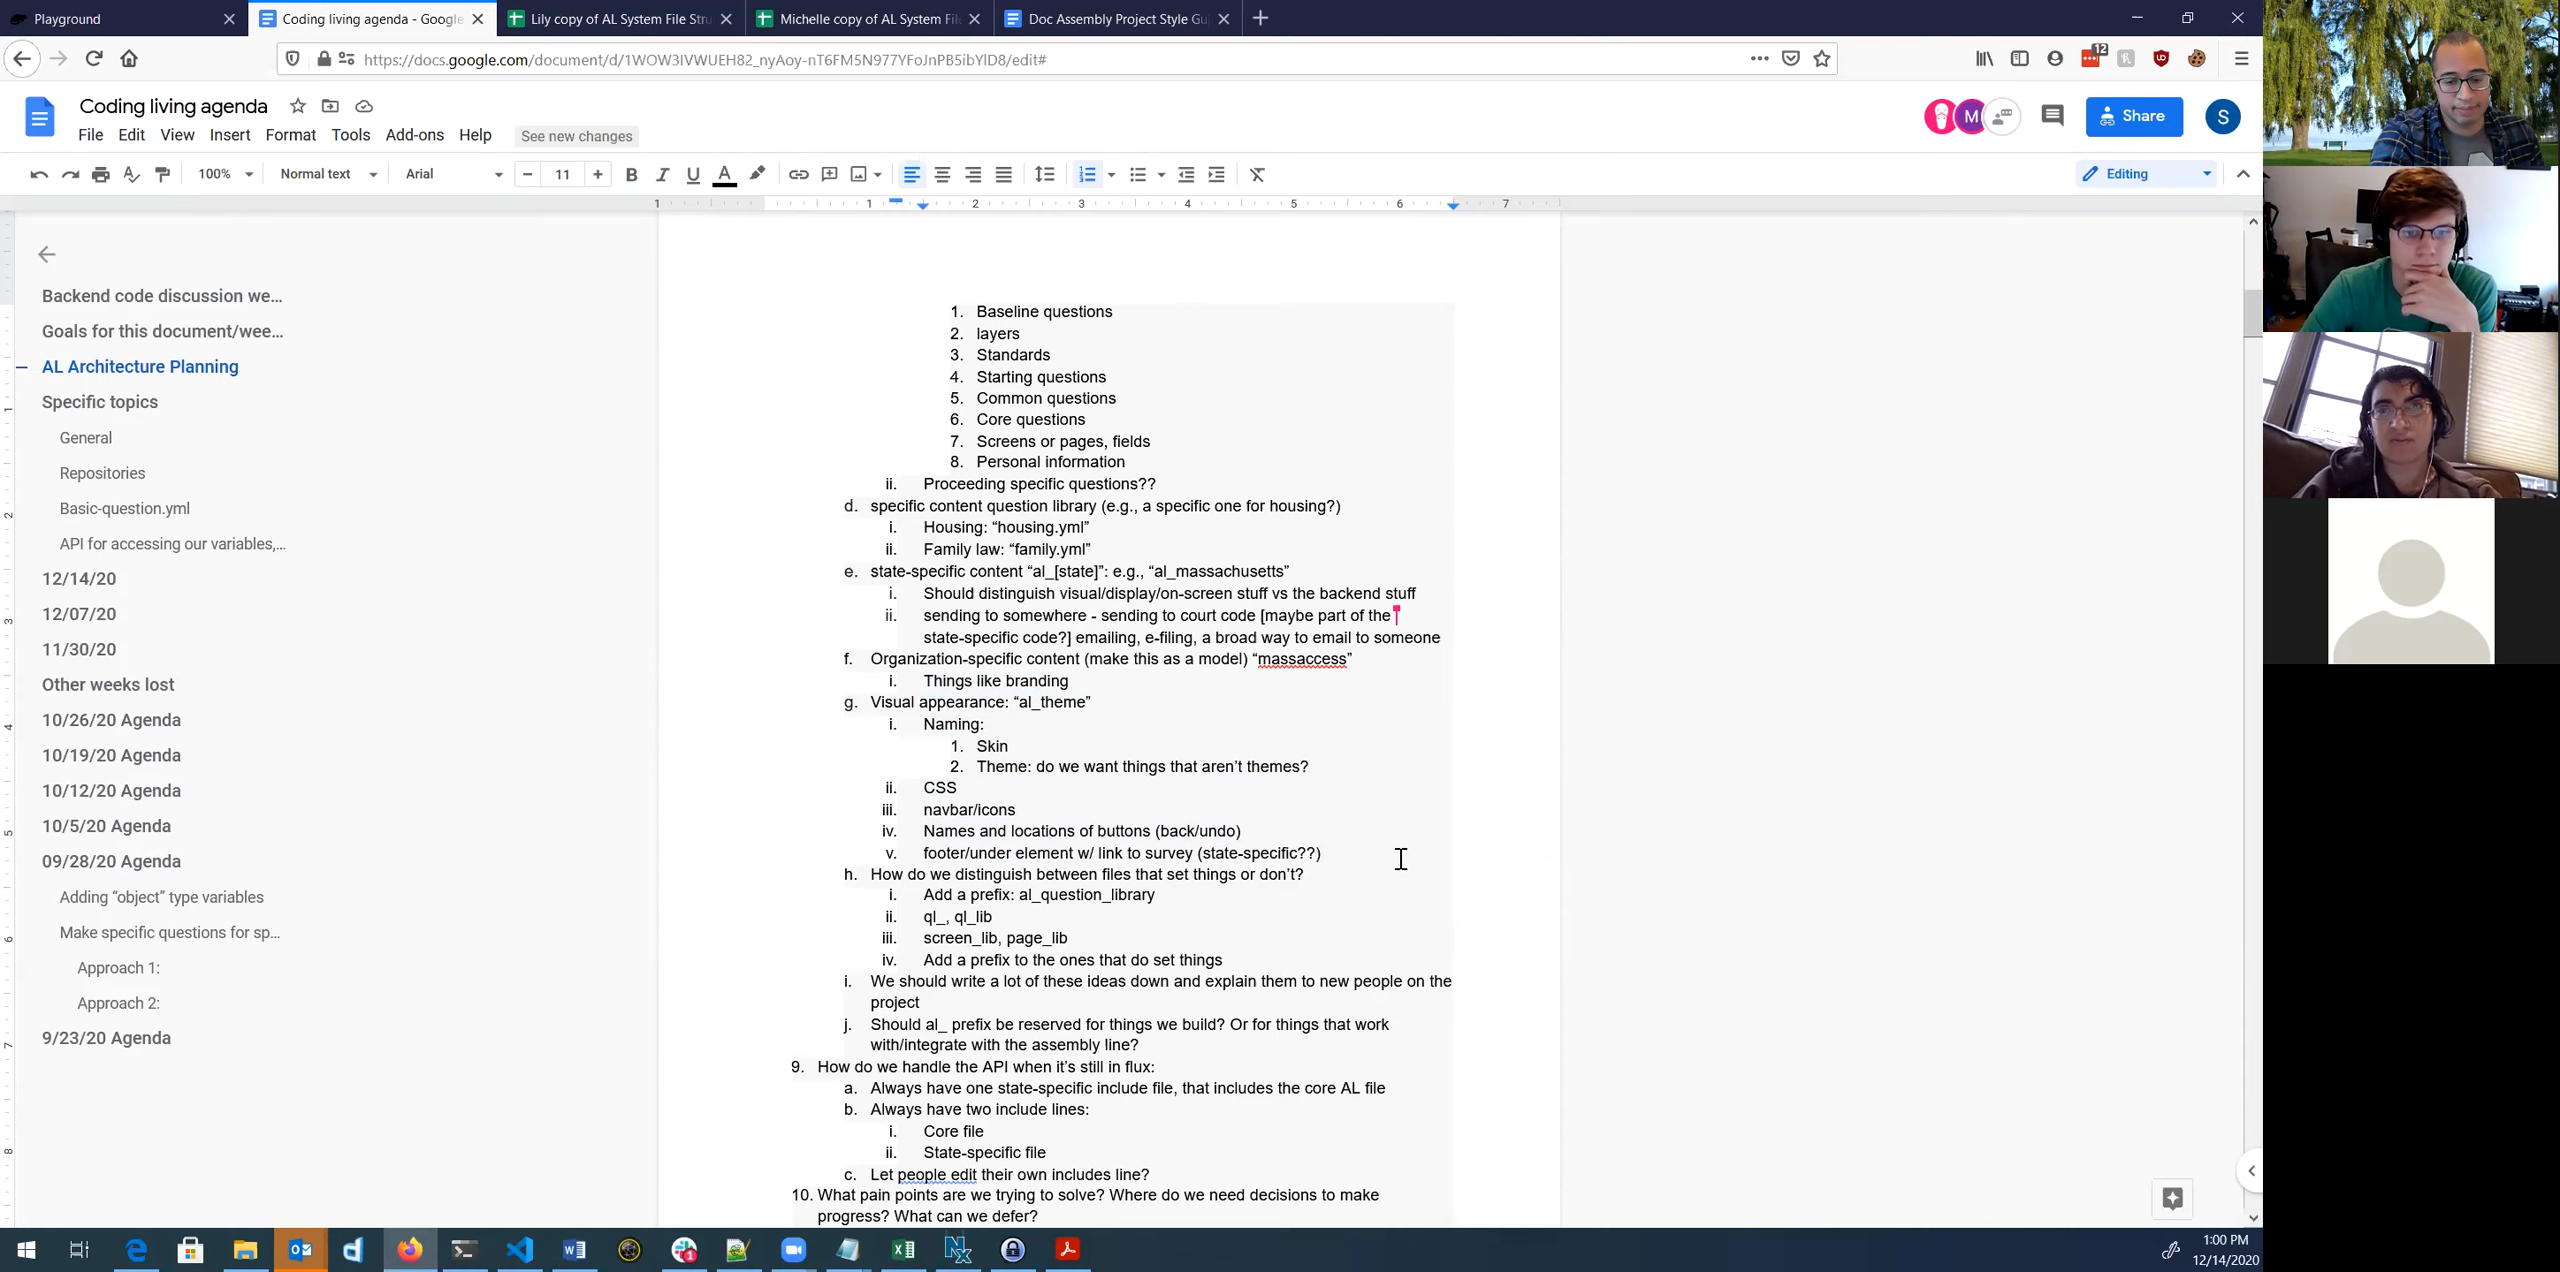 Playground
Coding living agenda - Google
Lily copy of AL System File Stru
Michelle copy of AL System File
Doc Assembly Project Style Gu
https://docs.google.com/document/d/1WOW3IVWUEH82_nyAoy-nT6FM5N977YFoJnPB5ibYlD8/edit#
12
Coding living agenda
File Edit View Insert Format Tools Add-ons Help See new changes
M
Share
S
100% Normal text Arial 11 Editing
1 1 2 3 4 5 6 7
Backend code discussion we...
Goals for this document/wee...
AL Architecture Planning
Specific topics
General
Repositories
Basic-question.yml
API for accessing our variables,...
12/14/20
12/07/20
11/30/20
Other weeks lost
10/26/20 Agenda
10/19/20 Agenda
10/12/20 Agenda
10/5/20 Agenda
09/28/20 Agenda
Adding “object” type variables
Make specific questions for sp...
Approach 1:
Approach 2:
9/23/20 Agenda
1. Baseline questions
2. layers
3. Standards
4. Starting questions
5. Common questions
6. Core questions
7. Screens or pages, fields
8. Personal information
ii. Proceeding specific questions??
d. specific content question library (e.g., a specific one for housing?)
i. Housing: “housing.yml”
ii. Family law: “family.yml”
e. state-specific content “al_[state]”: e.g., “al_massachusetts”
i. Should distinguish visual/display/on-screen stuff vs the backend stuff
ii. sending to somewhere - sending to court code [maybe part of the
state-specific code?] emailing, e-filing, a broad way to email to someone
f. Organization-specific content (make this as a model) “massaccess”
i. Things like branding
g. Visual appearance: “al_theme”
i. Naming:
1. Skin
2. Theme: do we want things that aren’t themes?
ii. CSS
iii. navbar/icons
iv. Names and locations of buttons (back/undo)
v. footer/under element w/ link to survey (state-specific??)
h. How do we distinguish between files that set things or don’t?
i. Add a prefix: al_question_library
ii. ql_, ql_lib
iii. screen_lib, page_lib
iv. Add a prefix to the ones that do set things
i. We should write a lot of these ideas down and explain them to new people on the
project
j. Should al_ prefix be reserved for things we build? Or for things that work
with/integrate with the assembly line?
9. How do we handle the API when it’s still in flux:
a. Always have one state-specific include file, that includes the core AL file
b. Always have two include lines:
i. Core file
ii. State-specific file
c. Let people edit their own includes line?
10. What pain points are we trying to solve? Where do we need decisions to make
progress? What can we defer?
1
2
3
4
5
6
7
8
1:00 PM
12/14/2020